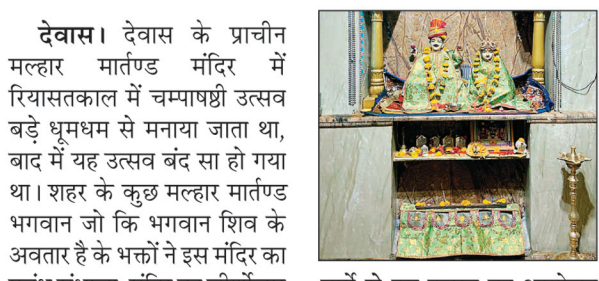 देवास। देवास के प्राचीन
मल्हार मार्तण्ड मंदिर में
रियासतकाल में चम्पाषष्ठी उत्सव
बड़े धूमधम से मनाया जाता था,
बाद में यह उत्सव बंद सा हो गया
था। शहर के कुछ मल्हार मार्तण्ड
भगवान जो कि भगवान शिव के
अवतार है के भक्तों ने इस मंदिर का